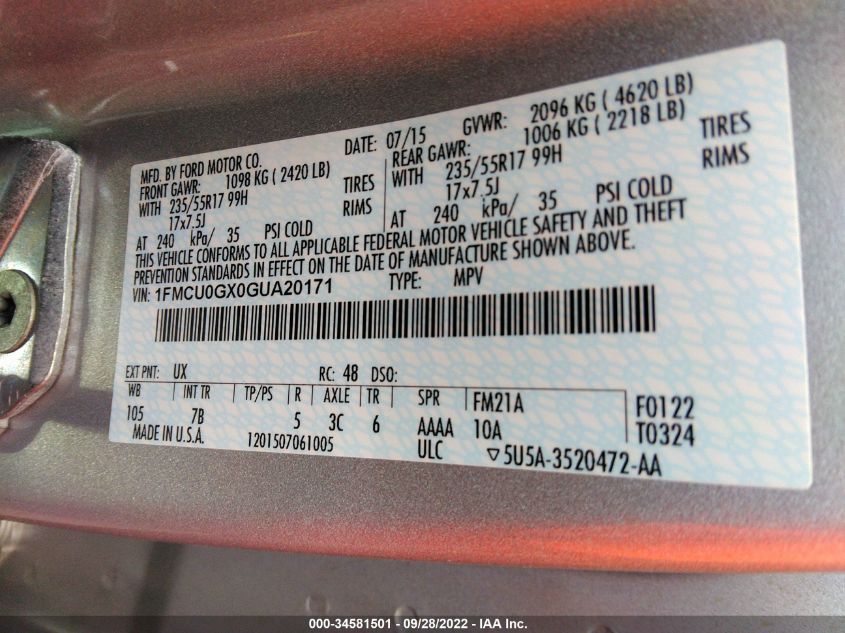 MFD. BY FORD MOTOR CO. DATE: 07/15 GVWR: 2096 KG ( 4620 LB)
FRONT GAWR: 1098 KG ( 2420 LB) REAR GAWR: 1006 KG ( 2218 LB)
WITH 235/55R17 99H TIRES WITH 235/55R17 99H TIRES
17x7.5J RIMS 17x7.5J RIMS
AT 240 kPa/ 35 PSI COLD AT 240 kPa/ 35 PSI COLD
THIS VEHICLE CONFORMS TO ALL APPLICABLE FEDERAL MOTOR VEHICLE SAFETY AND THEFT
PREVENTION STANDARDS IN EFFECT ON THE DATE OF MANUFACTURE SHOWN ABOVE.
VIN: 1FMCU0GX0GUA20171 TYPE: MPV
EXT PNT: UX RC: 48 DSO:
WB INT TR TP/PS R AXLE TR SPR FM21A F0122
105 7B 5 3C 6 AAAA 10A T0324
MADE IN U.S.A. 1201507061005 ULC ▽5U5A-3520472-AA
000-34581501 - 09/28/2022 - IAA Inc.